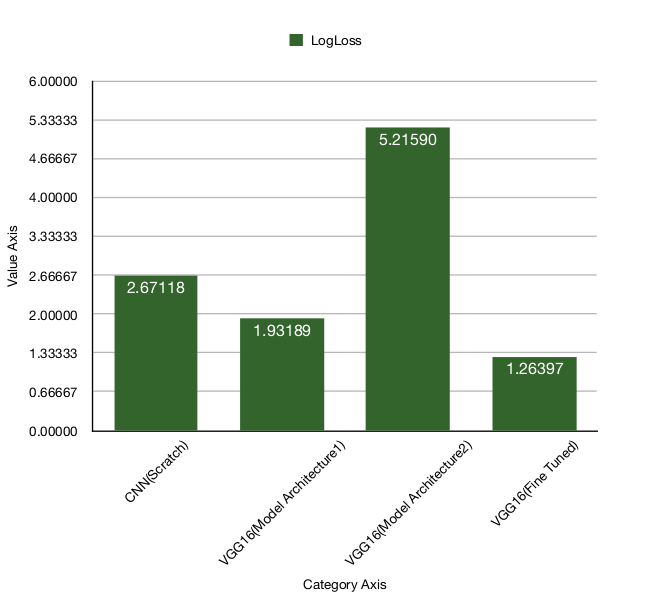 LogLoss
6.00000
5.33333
4.66667
4.00000
3.33333
2.66667
2.00000
1.33333
0.66667
0.00000
Value Axis
2.67118
1.93189
5.21590
1.26397
CNN(Scratch)
VGG16(Model Architecture1)
VGG16(Model Architecture2)
VGG16(Fine Tuned)
Category Axis